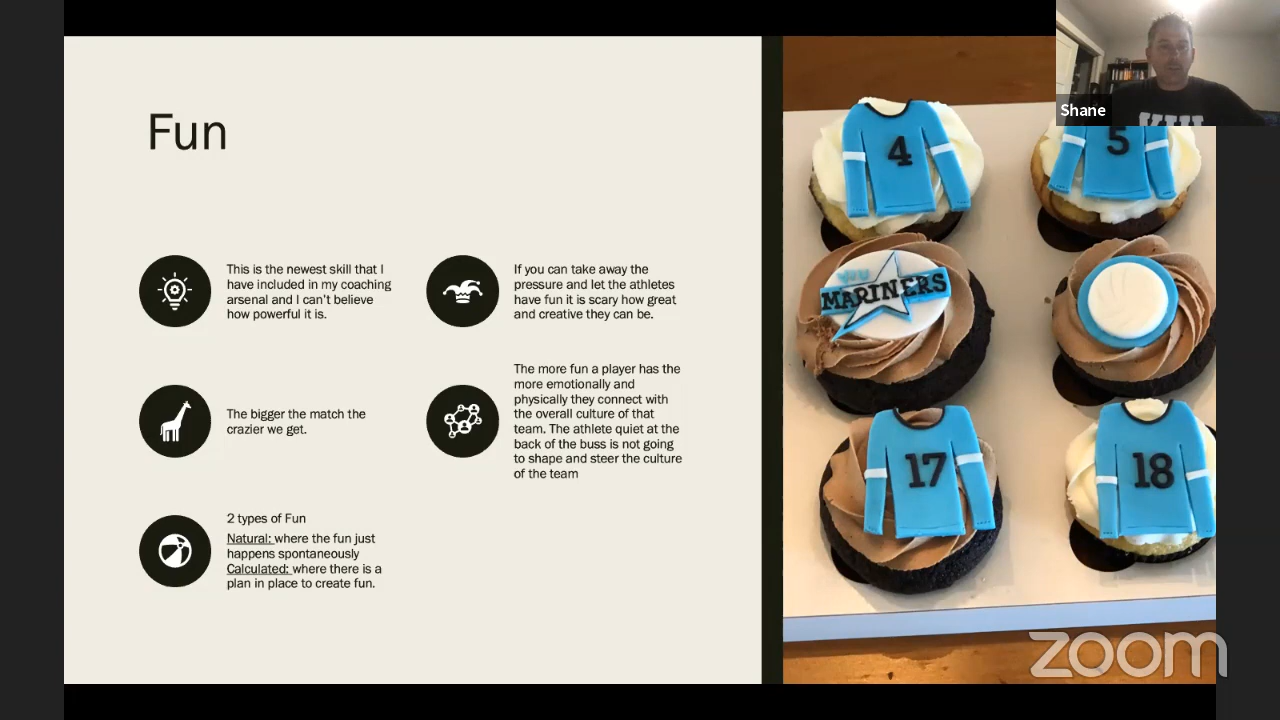 Fun
This is the newest skill that I
have included in my coaching
arsenal and I can't believe
how powerful it is.
If you can take away the
pressure and let the athletes
have fun it is scary how great
and creative they can be.
The bigger the match the
crazier we get.
The more fun a player has the
more emotionally and
physically they connect with
the overall culture of that
team. The athlete quiet at the
back of the buss is not going
to shape and steer the culture
of the team
2 types of Fun
Natural: where the fun just
happens spontaneously
Calculated: where there is a
plan in place to create fun.
Shane
4
5
MARINERS
17
18
zoom